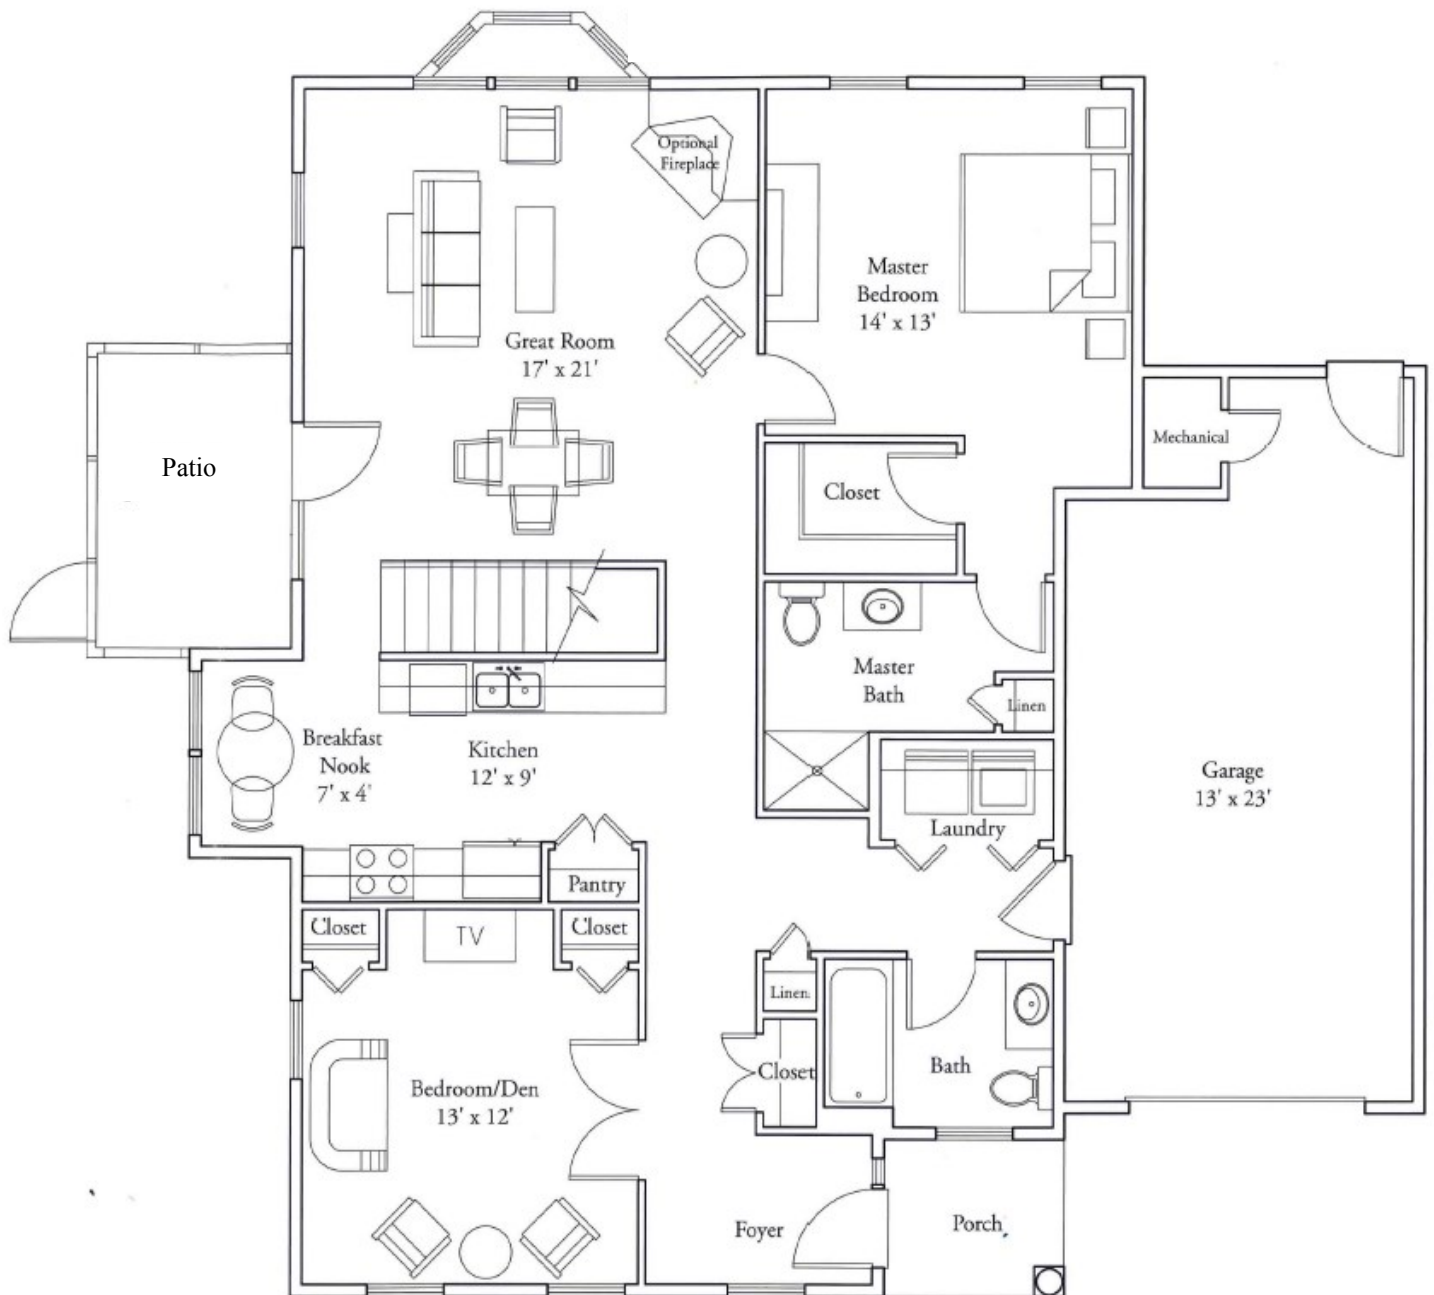 Optional
Fireplace
Master
Bedroom
14' x 13'
Great Room
17' x 21'
Mechanical
Patio
Closet
Master
Bath
Linen
Breakfast
Nook
7' x 4'
Kitchen
12' x 9'
Garage
13' x 23'
Laundry
Pantry
Closet
TV
Closet
Linen
Bath
Closet
Bedroom/Den
13' x 12'
Foyer
Porch